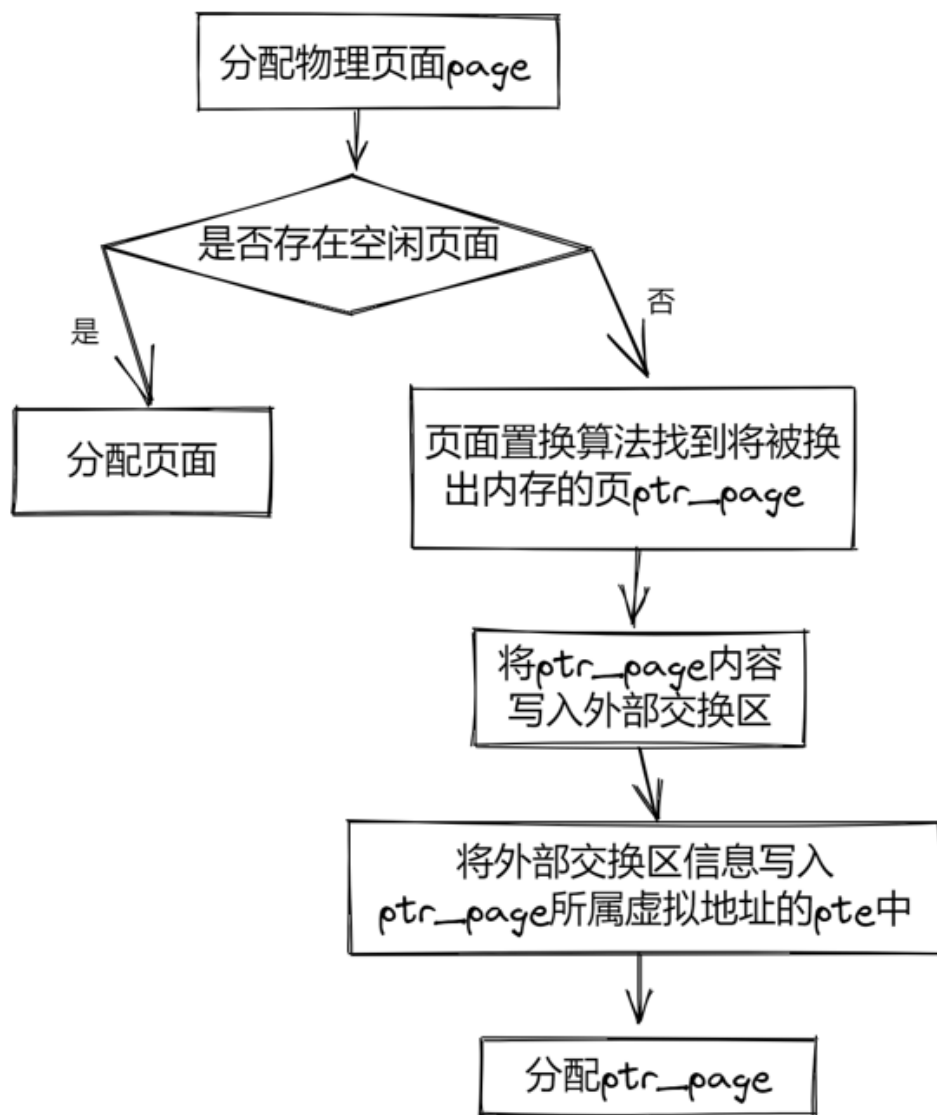 分配物理页面page
是否存在空闲页面
是
否
分配页面
页面置换算法找到将被换
出内存的页ptr_page
将ptr_page内容
写入外部交换区
将外部交换区信息写入
ptr_page所属虚拟地址的pte中
分配ptr_page